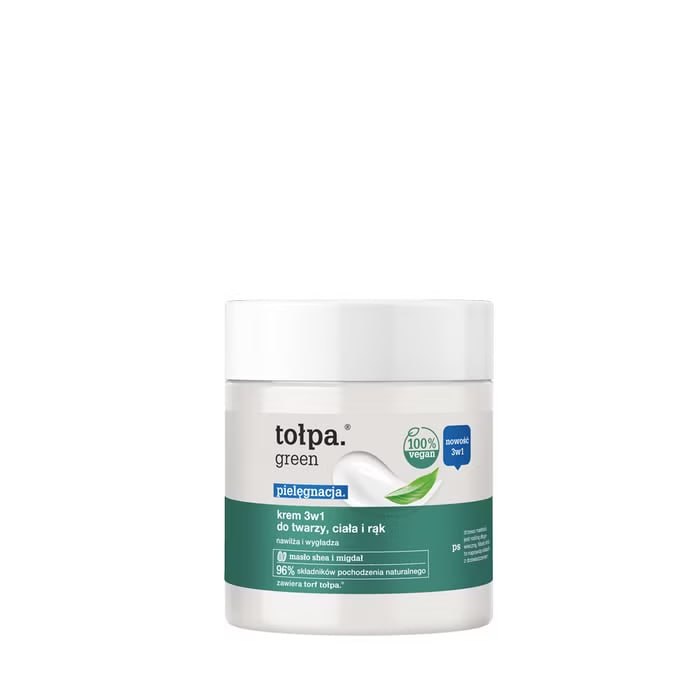 tołpa.®
green
100%
vegan
nowość
3w1
pielęgnacja.
krem 3w1
do twarzy, ciała i rąk
nawilża i wygładza
masło shea i migdał
96% składników pochodzenia naturalnego
zawiera torf tołpa.®
ps